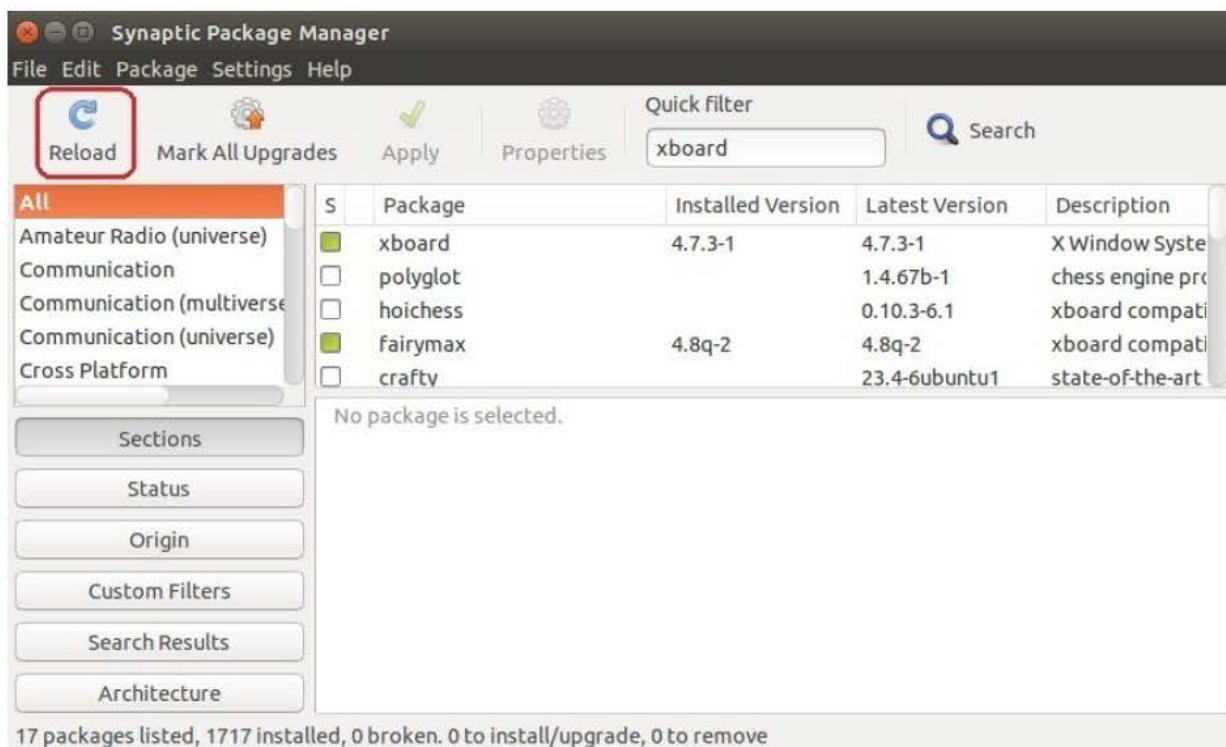 Synaptic Package Manager
File Edit Package Settings Help
Reload Mark All Upgrades Apply Properties Quick filter xboard Search
All
Amateur Radio (universe)
Communication
Communication (multiverse
Communication (universe)
Cross Platform
S Package Installed Version Latest Version Description
xboard 4.7.3-1 4.7.3-1 X Window Syste
polyglot 1.4.67b-1 chess engine pro
hoichess 0.10.3-6.1 xboard compati
fairymax 4.8q-2 4.8q-2 xboard compati
crafty 23.4-6ubuntu1 state-of-the-art
No package is selected.
Sections
Status
Origin
Custom Filters
Search Results
Architecture
17 packages listed, 1717 installed, 0 broken. 0 to install/upgrade, 0 to remove